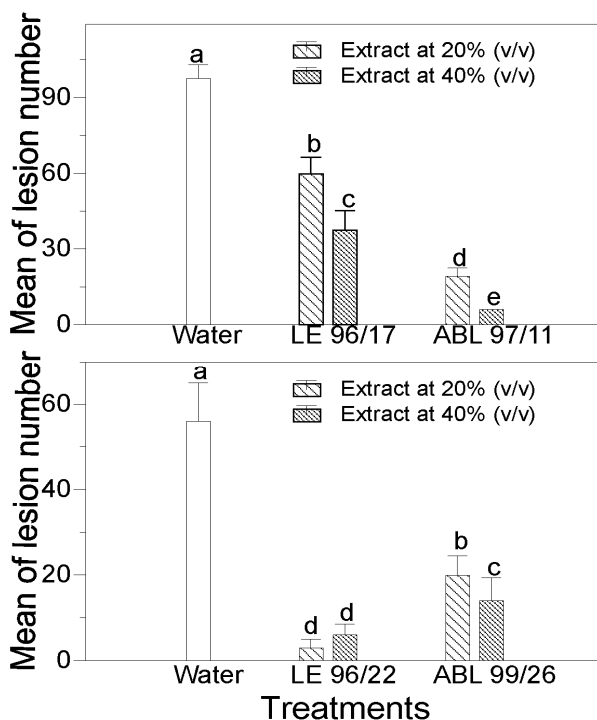 Mean of lesion number
90
60
30
0
a
b
c
d
e
Extract at 20% (v/v)
Extract at 40% (v/v)
Water LE 96/17 ABL 97/11
Mean of lesion number
60
40
20
0
a
d
d
b
c
Extract at 20% (v/v)
Extract at 40% (v/v)
Water LE 96/22 ABL 99/26
Treatments